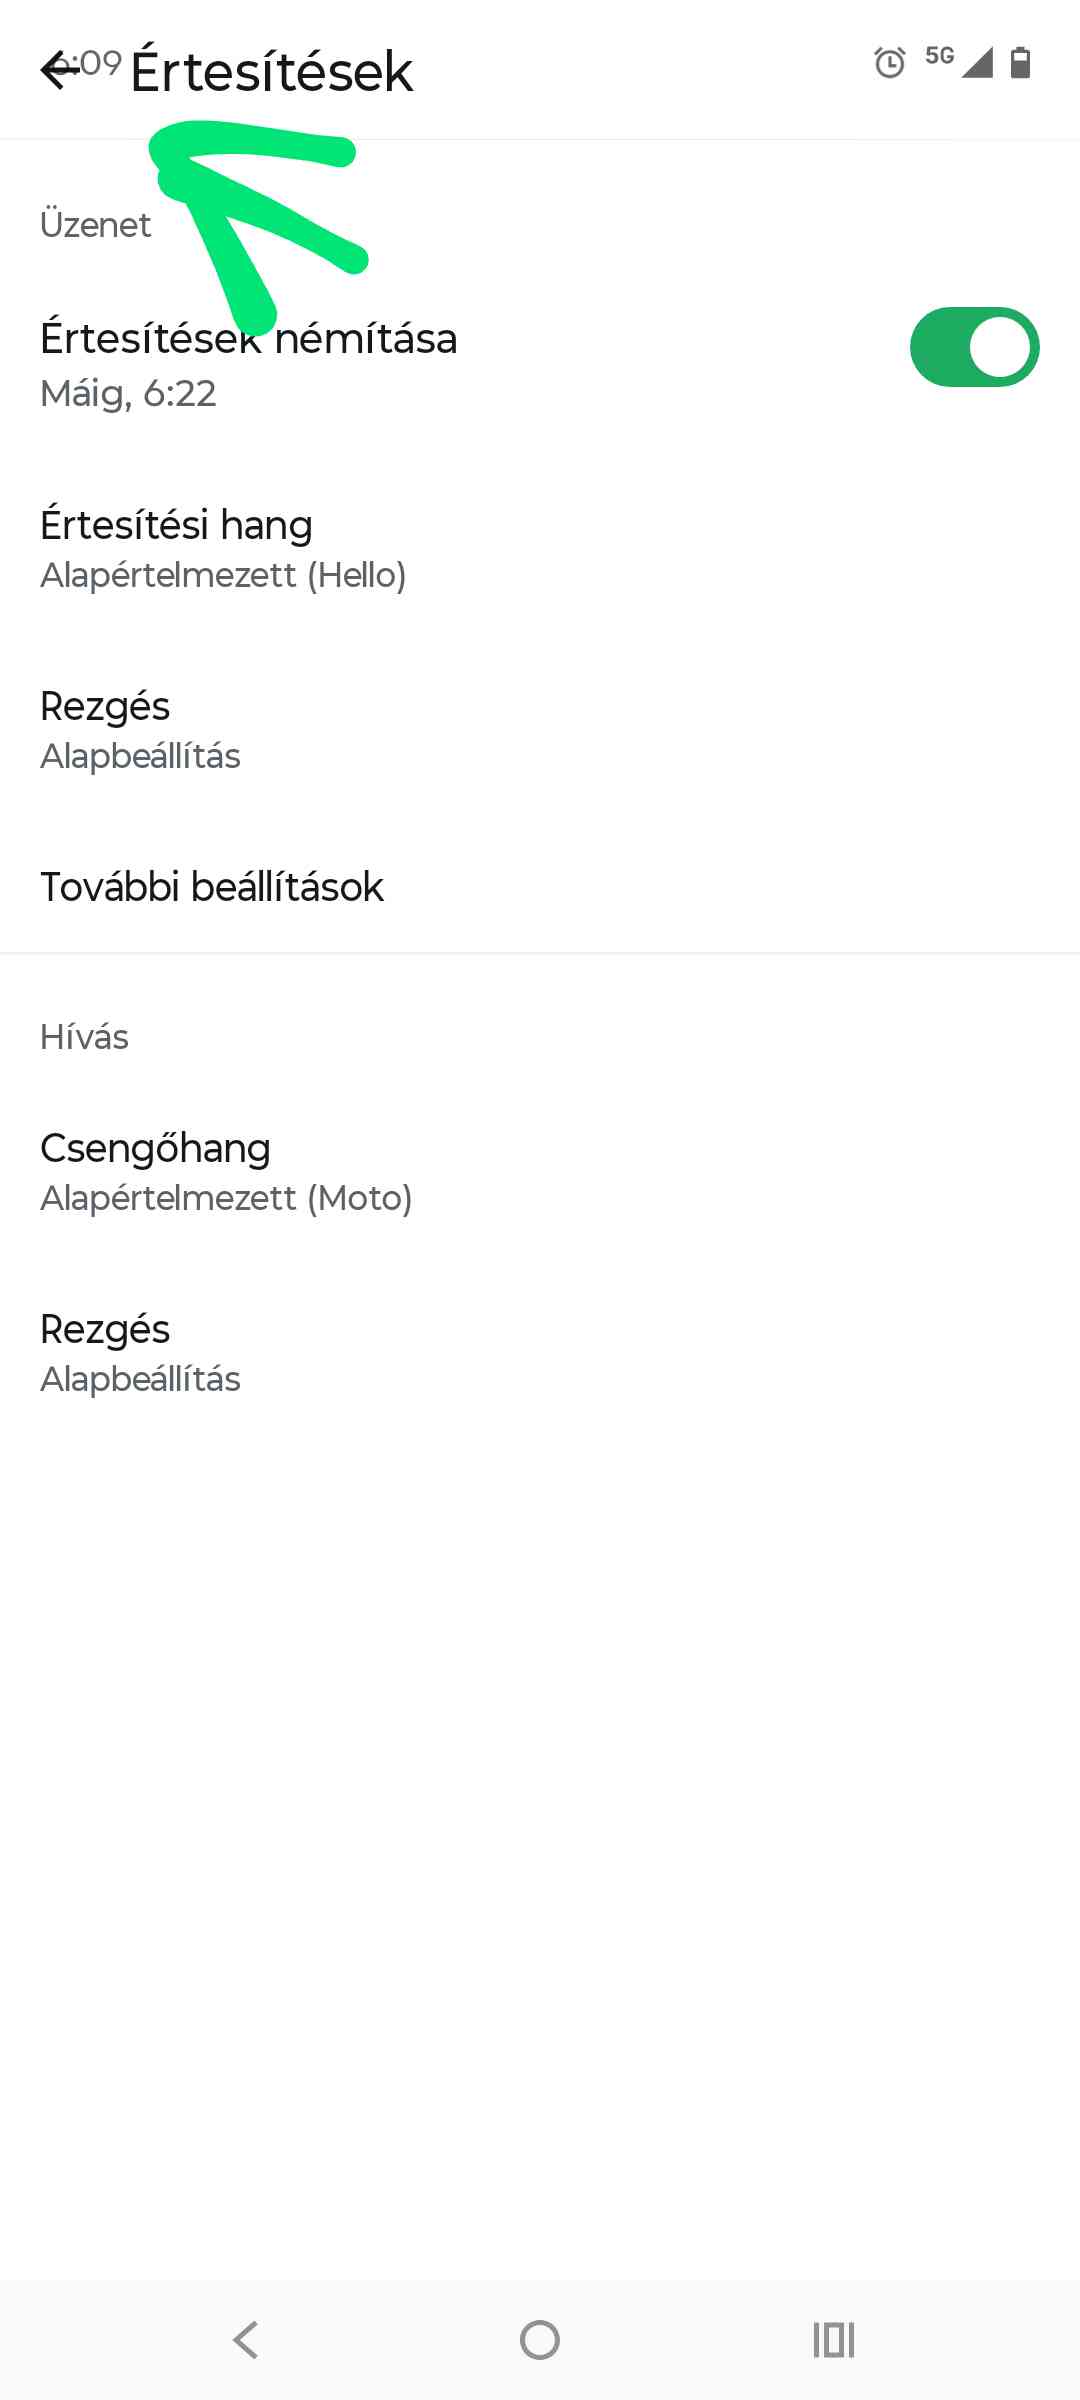 6:09 Értesítések 5G
Üzenet
Értesítések némítása
Máig, 6:22
Értesítési hang
Alapértelmezett (Hello)
Rezgés
Alapbeállítás
További beállítások
Hívás
Csengőhang
Alapértelmezett (Moto)
Rezgés
Alapbeállítás